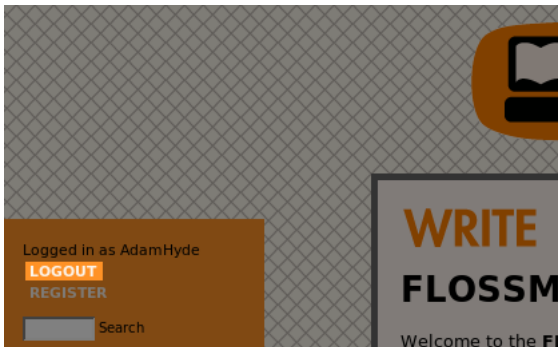 Logged in as AdamHyde
LOGOUT
REGISTER
Search
WRITE
FLOSSM
Welcome to the